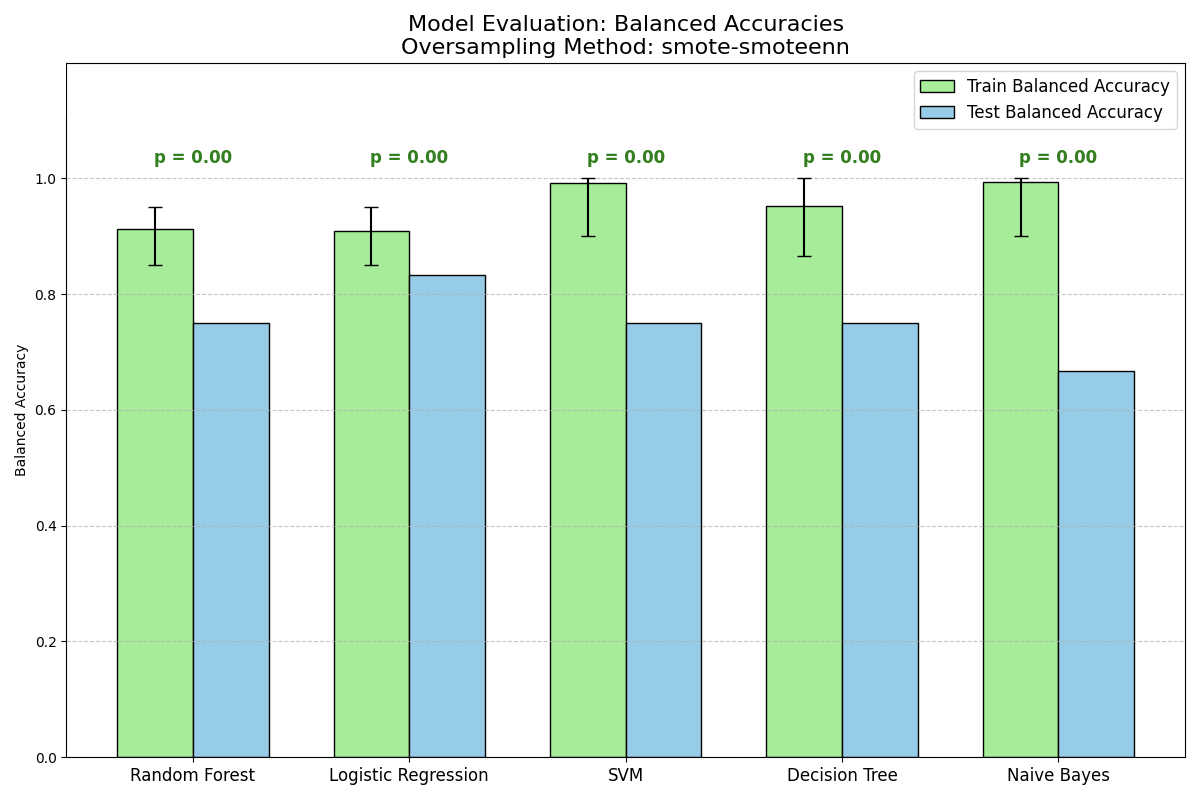 Model Evaluation: Balanced Accuracies
Oversampling Method: smote-smoteenn
Train Balanced Accuracy
Test Balanced Accuracy
p = 0.00
p = 0.00
p = 0.00
p = 0.00
p = 0.00
1.0
0.8
0.6
0.4
0.2
0.0
Balanced Accuracy
Random Forest
Logistic Regression
SVM
Decision Tree
Naive Bayes